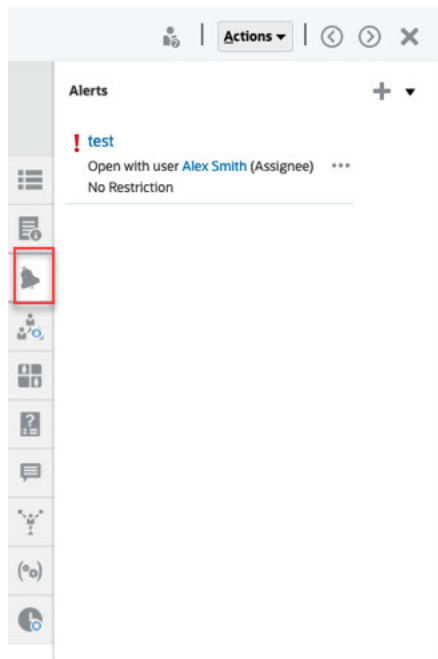 Actions
Alerts
! test
Open with user Alex Smith (Assignee)
No Restriction